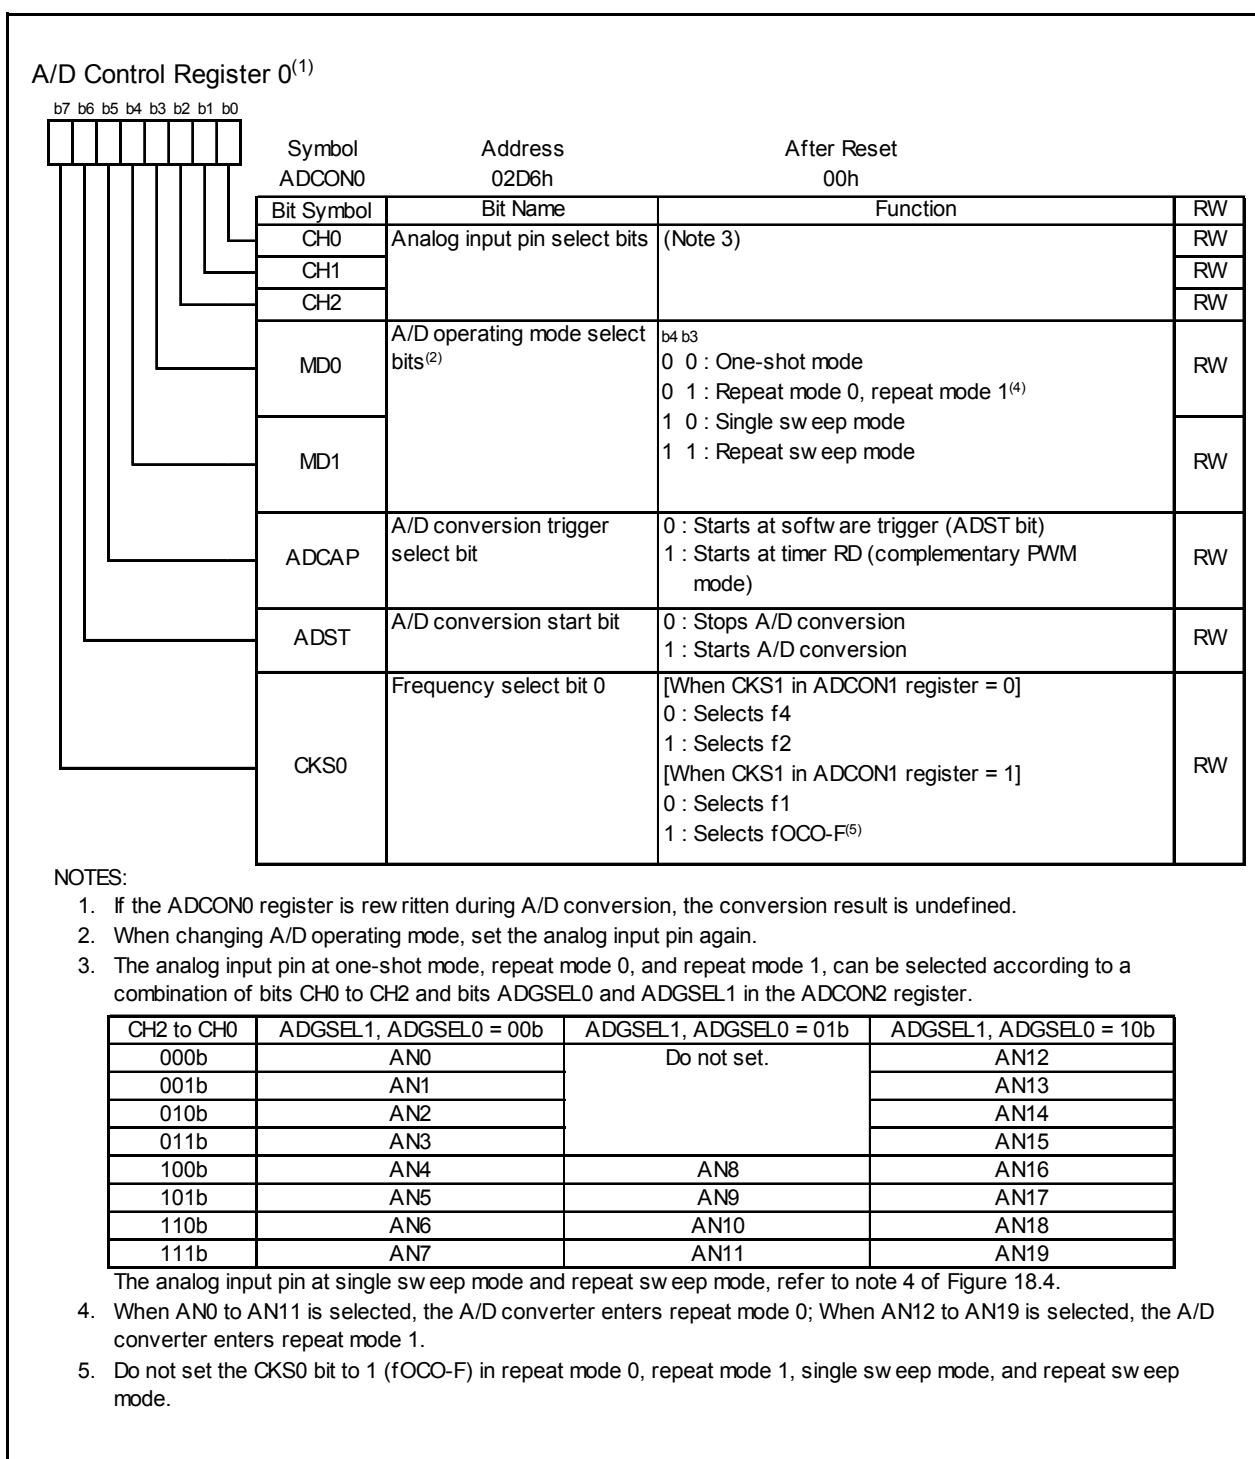 A/D Control Register 0(1)
b7 b6 b5 b4 b3 b2 b1 b0
Symbol Address After Reset
ADCON0 02D6h 00h
Bit Symbol Bit Name Function RW
CH0 Analog input pin select bits (Note 3) RW
CH1 RW
CH2 RW
MD0 A/D operating mode select bits(2) b4 b3 RW
0 0 : One-shot mode
0 1 : Repeat mode 0, repeat mode 1(4)
1 0 : Single sweep mode
1 1 : Repeat sweep mode
MD1 RW
ADCAP A/D conversion trigger select bit 0 : Starts at software trigger (ADST bit) RW
1 : Starts at timer RD (complementary PWM
mode)
ADST A/D conversion start bit 0 : Stops A/D conversion RW
1 : Starts A/D conversion
CKS0 Frequency select bit 0 [When CKS1 in ADCON1 register = 0] RW
0 : Selects f4
1 : Selects f2
[When CKS1 in ADCON1 register = 1]
0 : Selects f1
1 : Selects fOCO-F(5)
NOTES:
1. If the ADCON0 register is rewritten during A/D conversion, the conversion result is undefined.
2. When changing A/D operating mode, set the analog input pin again.
3. The analog input pin at one-shot mode, repeat mode 0, and repeat mode 1, can be selected according to a
combination of bits CH0 to CH2 and bits ADGSEL0 and ADGSEL1 in the ADCON2 register.
CH2 to CH0 ADGSEL1, ADGSEL0 = 00b ADGSEL1, ADGSEL0 = 01b ADGSEL1, ADGSEL0 = 10b
000b AN0 Do not set. AN12
001b AN1 AN13
010b AN2 AN14
011b AN3 AN15
100b AN4 AN8 AN16
101b AN5 AN9 AN17
110b AN6 AN10 AN18
111b AN7 AN11 AN19
The analog input pin at single sweep mode and repeat sweep mode, refer to note 4 of Figure 18.4.
4. When AN0 to AN11 is selected, the A/D converter enters repeat mode 0; When AN12 to AN19 is selected, the A/D
converter enters repeat mode 1.
5. Do not set the CKS0 bit to 1 (fOCO-F) in repeat mode 0, repeat mode 1, single sweep mode, and repeat sweep
mode.